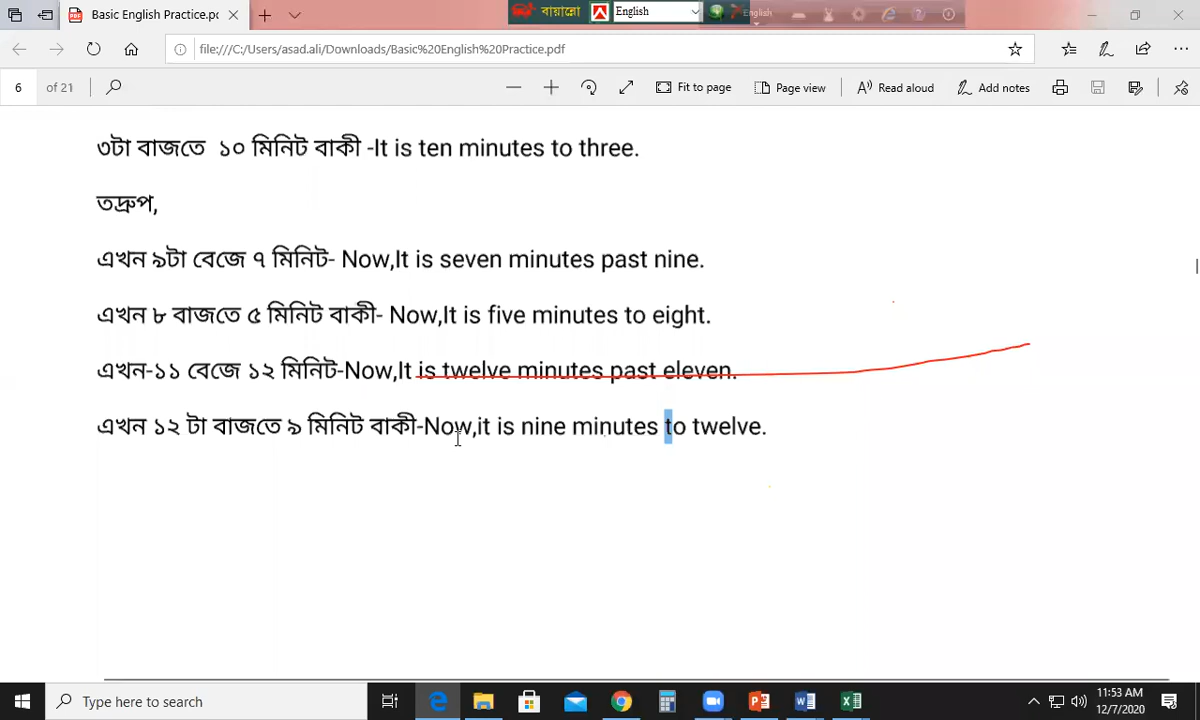 Basic English Practice.pc
বায়ান্নো
English
English
file:///C:/Users/asad.ali/Downloads/Basic%20English%20Practice.pdf
6 of 21
Fit to page
Page view
Read aloud
Add notes
৩টা বাজতে ১০ মিনিট বাকী -It is ten minutes to three.
তদ্রুপ,
এখন ৯টা বেজে ৭ মিনিট- Now,It is seven minutes past nine.
এখন ৮ বাজতে ৫ মিনিট বাকী- Now,It is five minutes to eight.
এখন-১১ বেজে ১২ মিনিট-Now,It is twelve minutes past eleven.
এখন ১২ টা বাজতে ৯ মিনিট বাকী-Now,it is nine minutes to twelve.
Type here to search
11:53 AM
12/7/2020